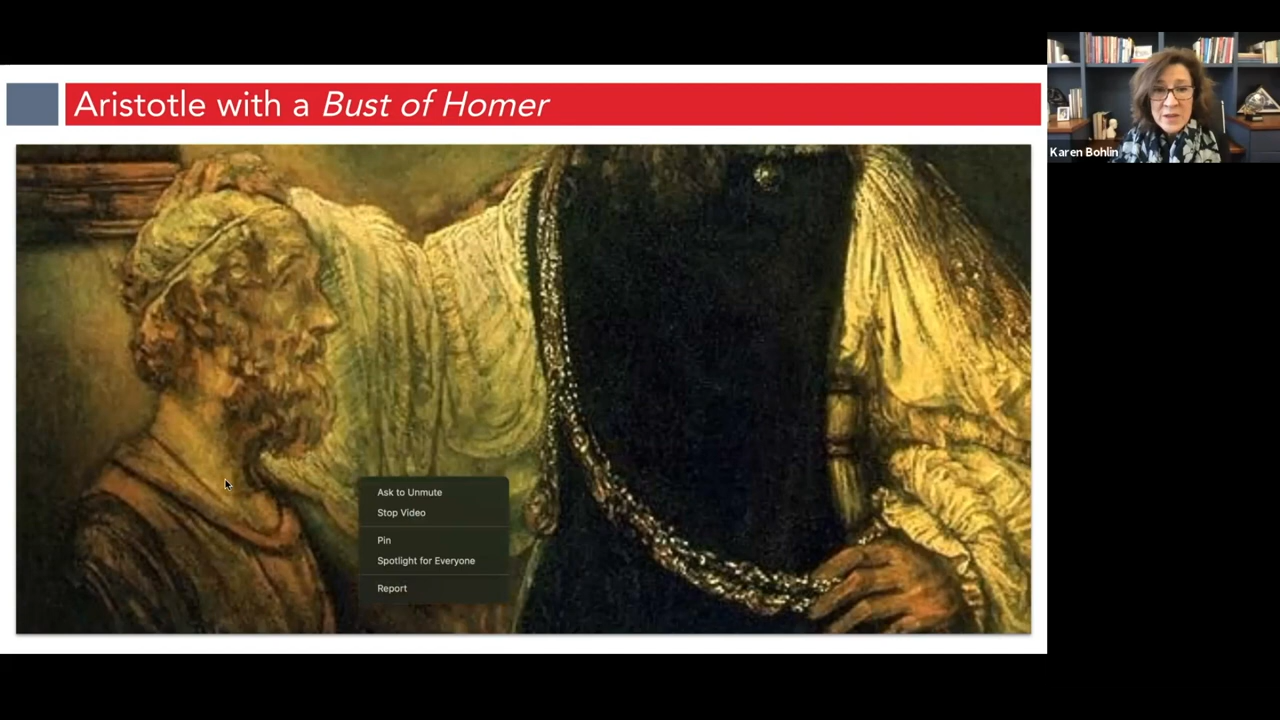 Aristotle with a Bust of Homer
Karen Bohlin
Ask to Unmute
Stop Video
Pin
Spotlight for Everyone
Report